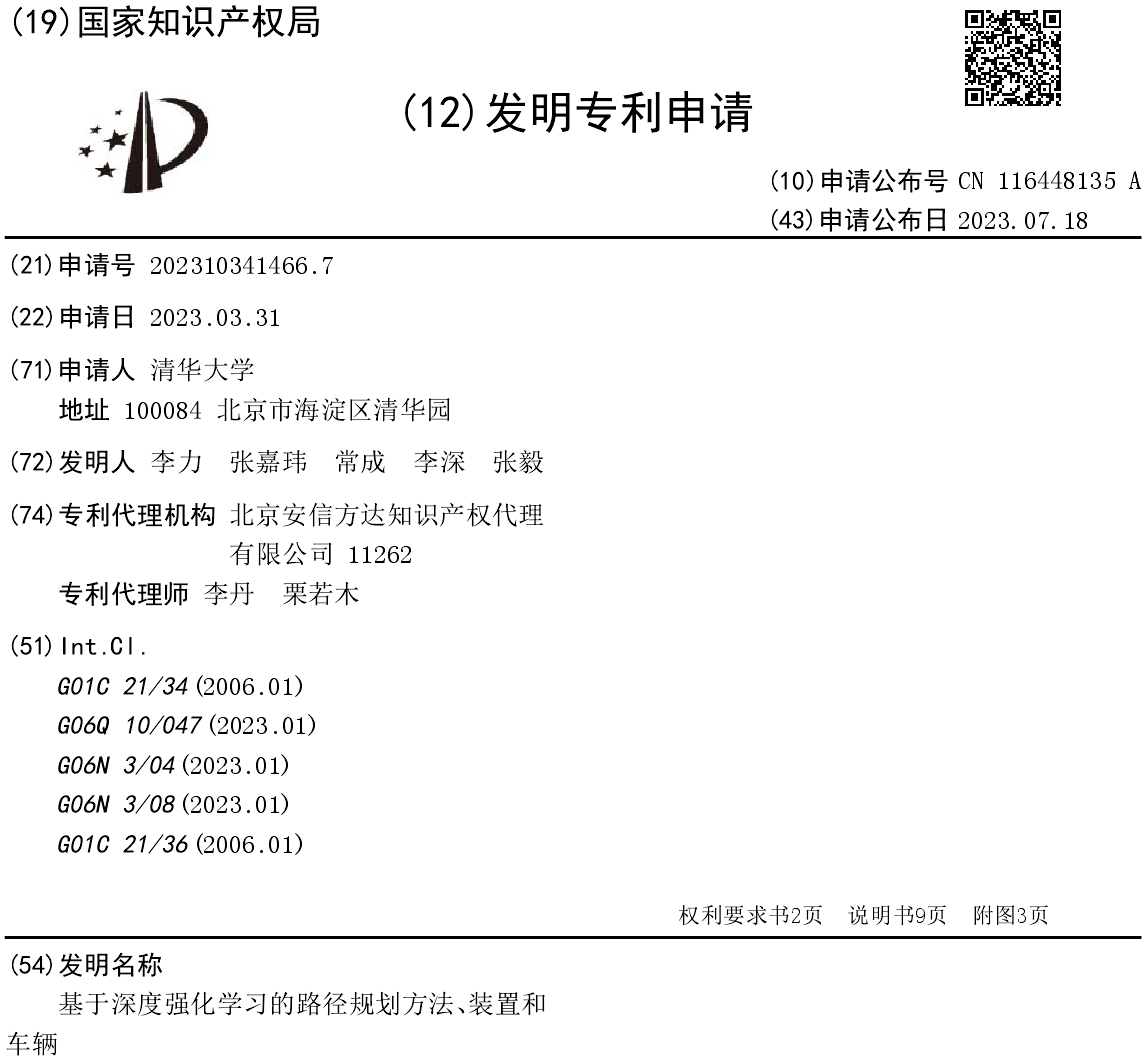 (19)国家知识产权局
(12)发明专利申请
(10)申请公布号 CN 116448135 A
(43)申请公布日 2023.07.18
(21)申请号 202310341466.7
(22)申请日 2023.03.31
(71)申请人 清华大学
地址 100084 北京市海淀区清华园
(72)发明人 李力 张嘉玮 常成 李深 张毅
(74)专利代理机构 北京安信方达知识产权代理
有限公司 11262
专利代理师 李丹 栗若木
(51)Int.Cl.
G01C 21/34(2006.01)
G06Q 10/047(2023.01)
G06N 3/04(2023.01)
G06N 3/08(2023.01)
G01C 21/36(2006.01)
权利要求书2页 说明书9页 附图3页
(54)发明名称
基于深度强化学习的路径规划方法、装置和
车辆